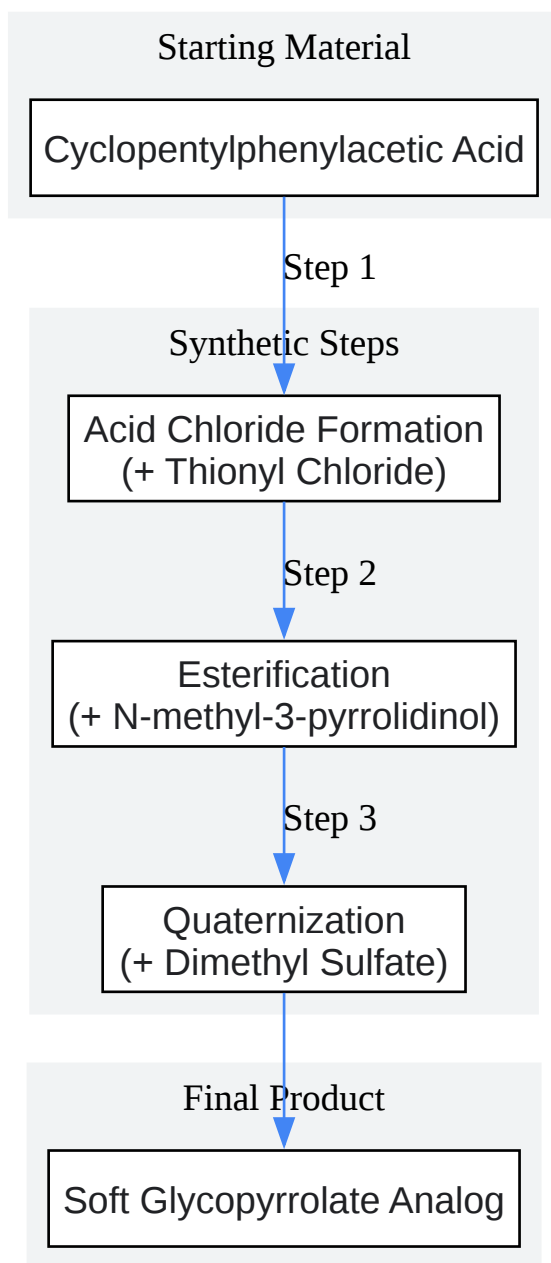 Starting Material
Cyclopentylphenylacetic Acid
Step 1
Synthetic Steps
Acid Chloride Formation
(+ Thionyl Chloride)
Step 2
Esterification
(+ N-methyl-3-pyrrolidinol)
Step 3
Quaternization
(+ Dimethyl Sulfate)
Final Product
Soft Glycopyrrolate Analog